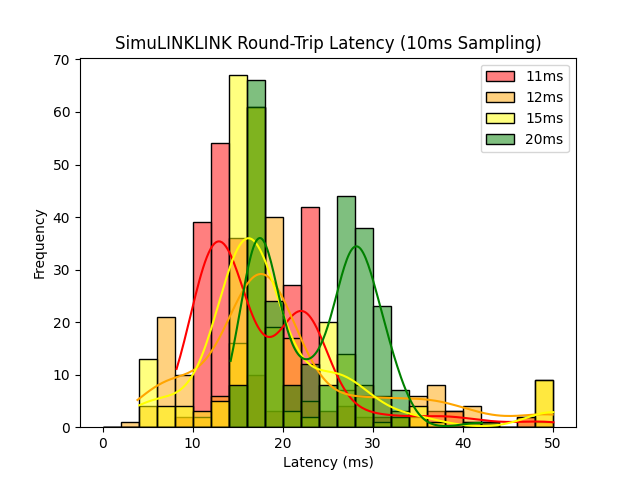 SimuLINKLINK Round-Trip Latency (10ms Sampling)
70
60
50
40
30
20
10
0
Frequency
11ms
12ms
15ms
20ms
0 10 20 30 40 50
Latency (ms)